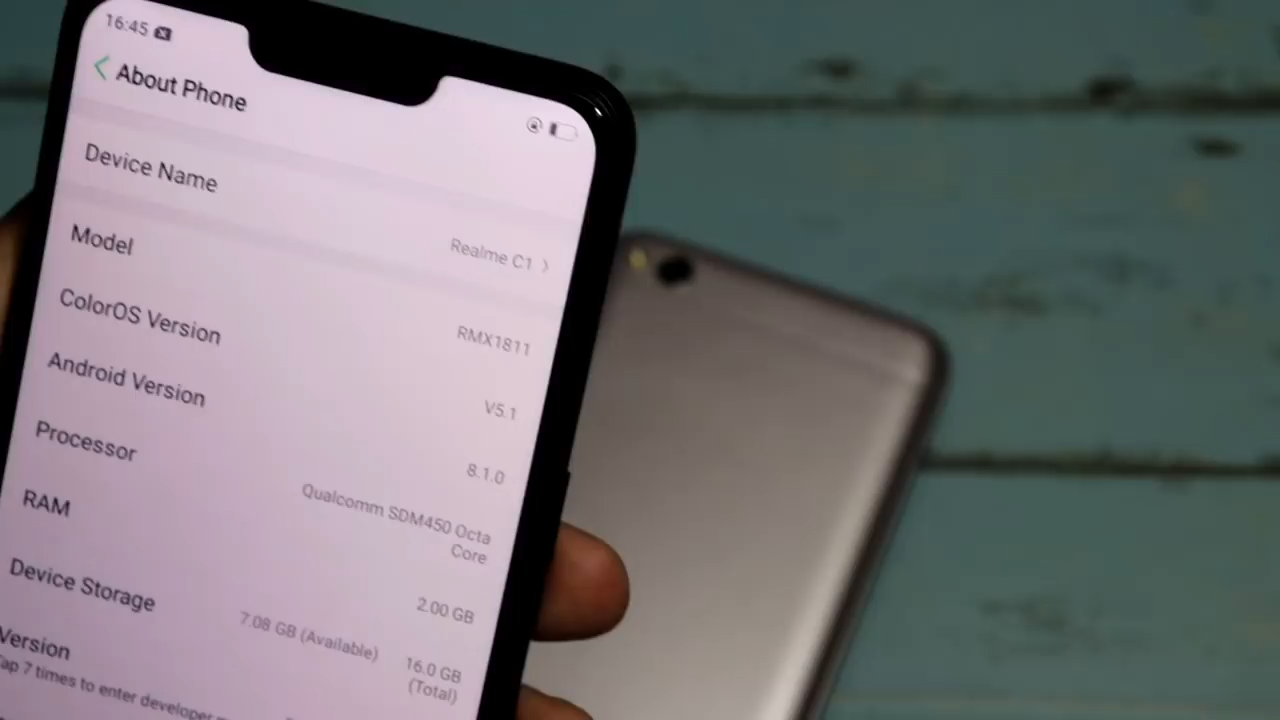 16:45
About Phone
Device Name
Realme C1
Model
RMX1811
ColorOS Version
V5.1
Android Version
8.1.0
Processor
Qualcomm SDM450 Octa
Core
RAM
2.00 GB
Device Storage
7.08 GB (Available)
16.0 GB
(Total)
Version
Tap 7 times to enter developer